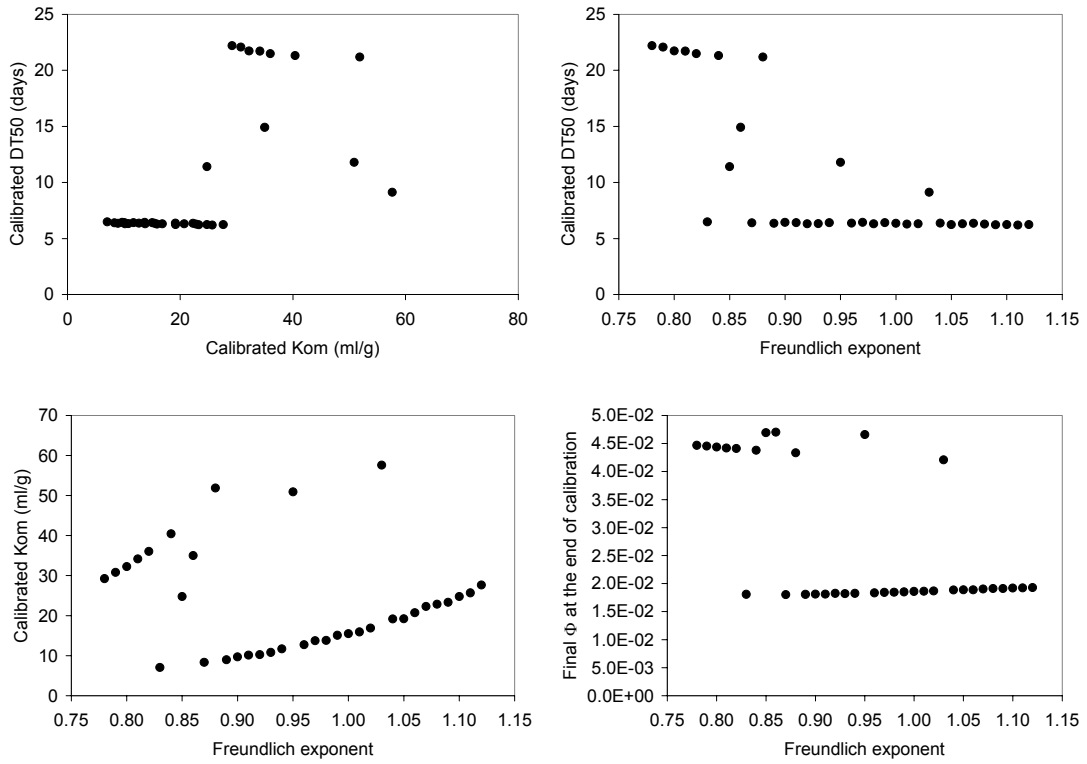 25
20
15
10
5
0
Calibrated DT50 (days)
0 20 40 60 80
Calibrated Kom (ml/g)
25
20
15
10
5
0
Calibrated DT50 (days)
0.75 0.80 0.85 0.90 0.95 1.00 1.05 1.10 1.15
Freundlich exponent
70
60
50
40
30
20
10
0
Calibrated Kom (ml/g)
0.75 0.80 0.85 0.90 0.95 1.00 1.05 1.10 1.15
Freundlich exponent
5.0E-02
4.5E-02
4.0E-02
3.5E-02
3.0E-02
2.5E-02
2.0E-02
1.5E-02
1.0E-02
5.0E-03
0.0E+00
Final Φ at the end of calibration
0.75 0.80 0.85 0.90 0.95 1.00 1.05 1.10 1.15
Freundlich exponent